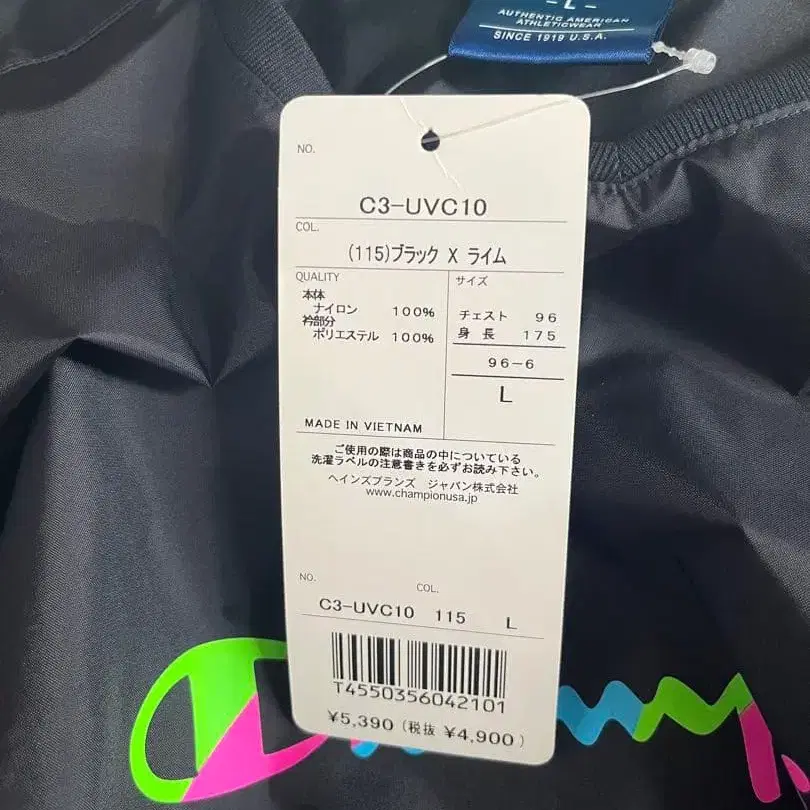 - L -
AUTHENTIC AMERICAN
ATHLETICWEAR
SINCE 1919 U.S.A.
NO.
C3-UVC10
COL.
(115)ブラック X ライム
QUALITY
本体
ナイロン 100%
衿部分
ポリエステル 100%
サイズ
チェスト 96
身 長 175
96-6
L
MADE IN VIETNAM
ご使用の際は商品の中についている
洗濯ラベルの注意書きを必ずお読み下さい。
ヘインズブランズ ジャパン株式会社
www.championusa.jp
NO. COL.
C3-UVC10 115 L
T4550356042101
¥5,390 (税抜 ¥4,900)